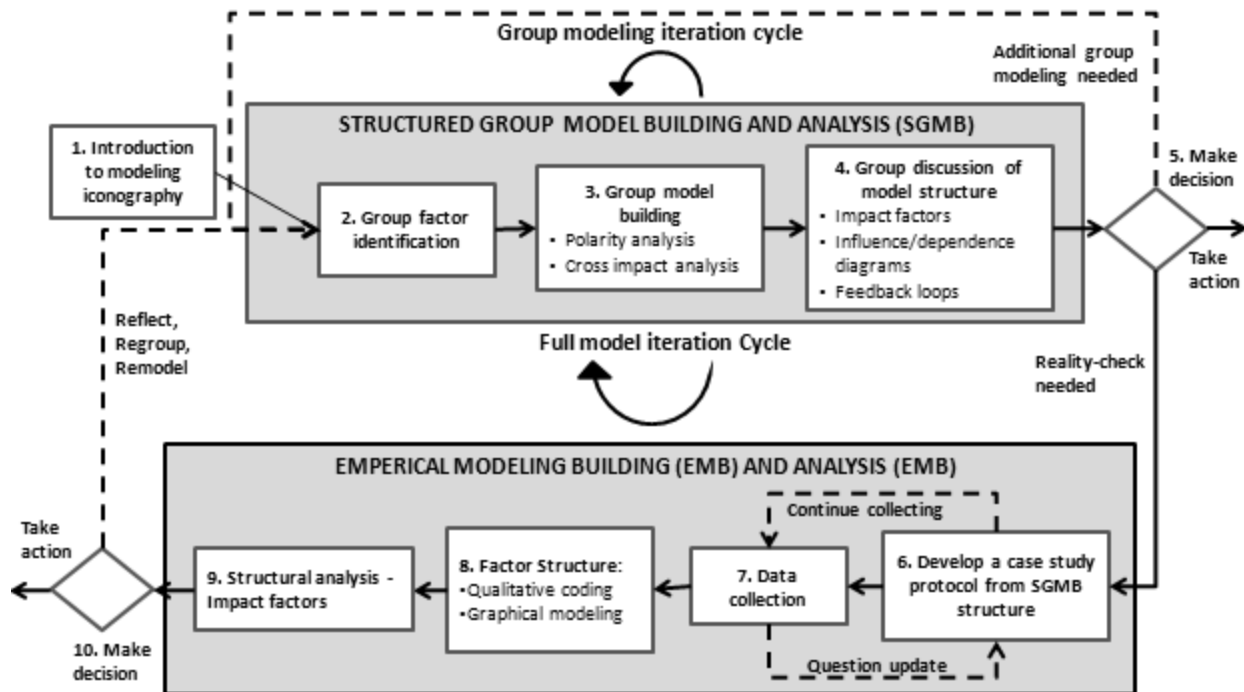 Group modeling iteration cycle
Additional group
modeling needed
STRUCTURED GROUP MODEL BUILDING AND ANALYSIS (SGMB)
1. Introduction
to modeling
iconography
2. Group factor
identification
3. Group model
building
• Polarity analysis
• Cross impact analysis
4. Group discussion of
model structure
• Impact factors
• Influence/dependence
diagrams
• Feedback loops
5. Make
decision
Take
action
Reflect,
Regroup,
Remodel
Full model iteration Cycle
Reality-check
needed
EMPERICAL MODELING BUILDING (EMB) AND ANALYSIS (EMB)
Take
action
10. Make
decision
9. Structural analysis -
Impact factors
8. Factor Structure:
•Qualitative coding
•Graphical modeling
Continue collecting
7. Data
collection
Question update
6. Develop a case study
protocol from SGMB
structure